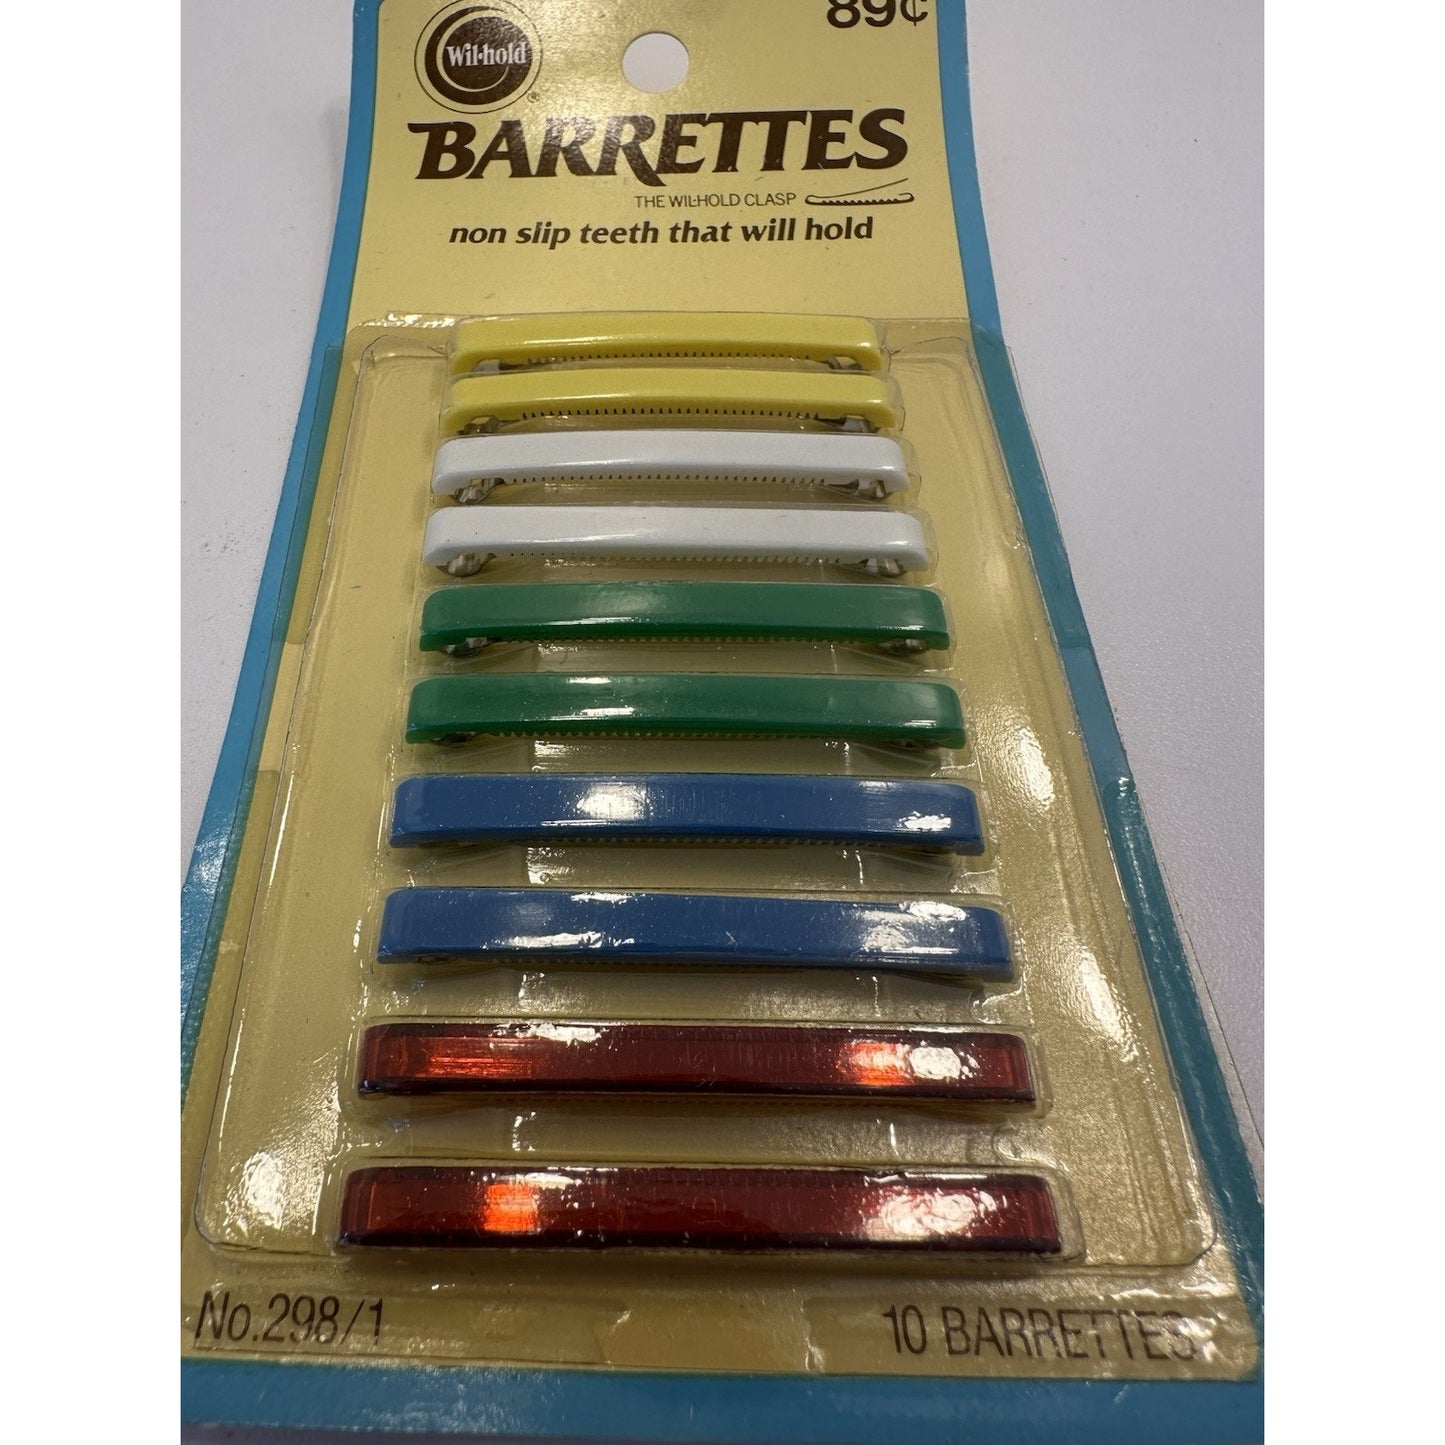 89¢
Wil-hold
®
BARRETTES
THE WIL-HOLD CLASP
non slip teeth that will hold
No.298/1
10 BARRETTES